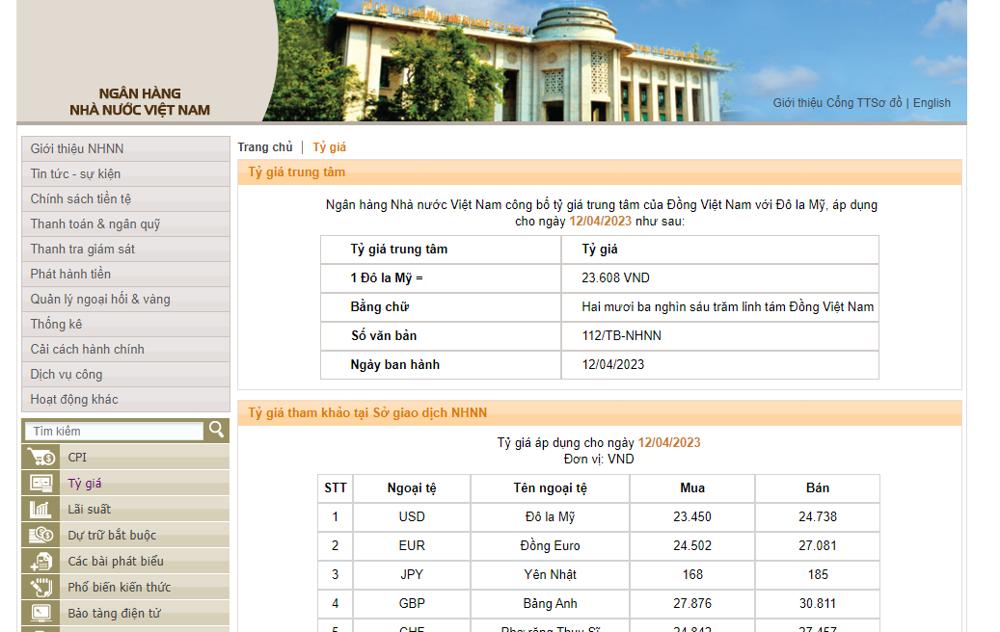 NGÂN HÀNG
NHÀ NƯỚC VIỆT NAM
Giới thiệu Cổng TTSơ đồ | English
Giới thiệu NHNN
Tin tức - sự kiện
Chính sách tiền tệ
Thanh toán & ngân quỹ
Thanh tra giám sát
Phát hành tiền
Quản lý ngoại hối & vàng
Thống kê
Cải cách hành chính
Dịch vụ công
Hoạt động khác
Tìm kiếm
CPI
Tỷ giá
Lãi suất
Dự trữ bắt buộc
Các bài phát biểu
Phổ biến kiến thức
Bảo tàng điện tử
Trang chủ | Tỷ giá
Tỷ giá trung tâm
Ngân hàng Nhà nước Việt Nam công bố tỷ giá trung tâm của Đồng Việt Nam với Đô la Mỹ, áp dụng
cho ngày 12/04/2023 như sau:
Tỷ giá trung tâm Tỷ giá
1 Đô la Mỹ = 23.608 VND
Bằng chữ Hai mươi ba nghìn sáu trăm linh tám Đồng Việt Nam
Số văn bản 112/TB-NHNN
Ngày ban hành 12/04/2023
Tỷ giá tham khảo tại Sở giao dịch NHNN
Tỷ giá áp dụng cho ngày 12/04/2023
Đơn vị: VND
STT Ngoại tệ Tên ngoại tệ Mua Bán
1 USD Đô la Mỹ 23.450 24.738
2 EUR Đồng Euro 24.502 27.081
3 JPY Yên Nhật 168 185
4 GBP Bảng Anh 27.876 30.811
5 CHF Phơ răng Thuỵ Sĩ 24.842 27.457